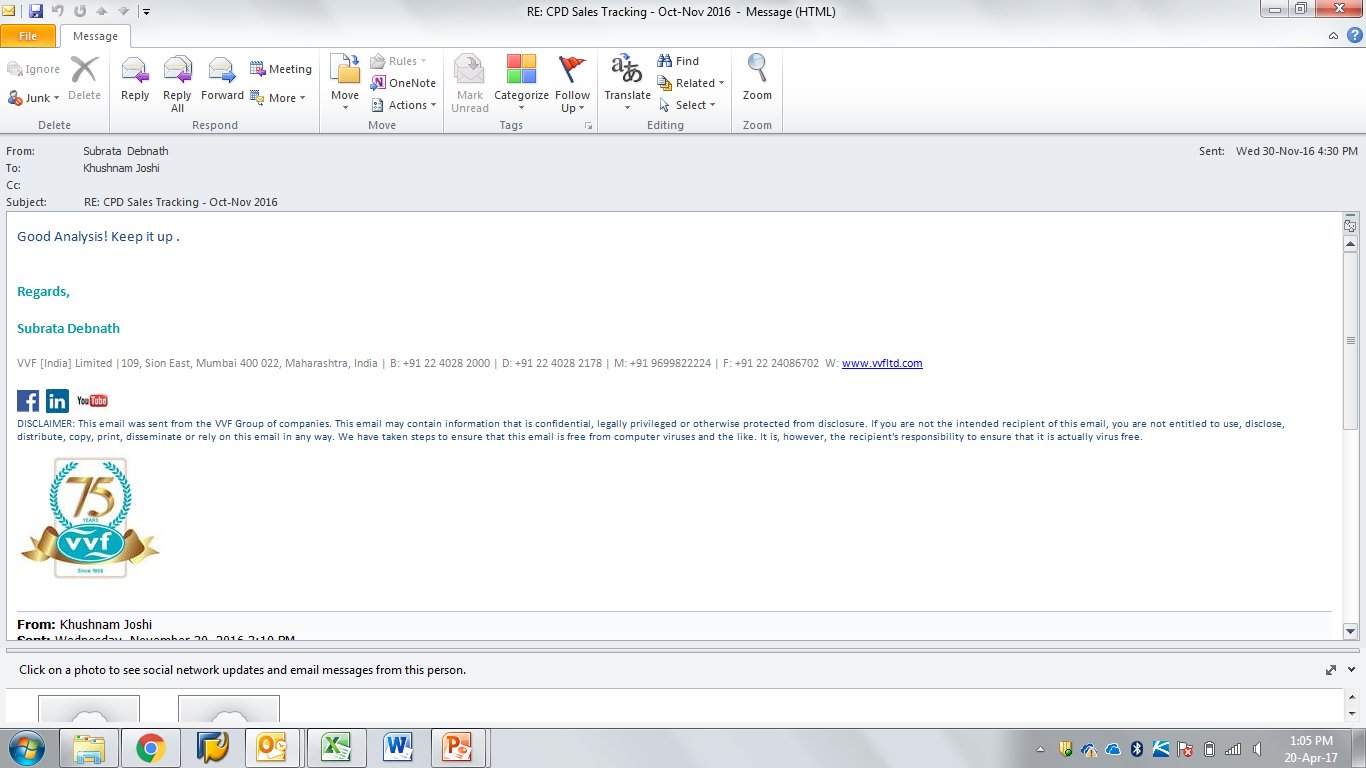 RE: CPD Sales Tracking - Oct-Nov 2016 - Message (HTML)
File Message
Ignore
Delete
Junk
Reply
Reply All
Forward
Meeting
More
Move
Rules
OneNote
Actions
Mark Unread
Categorize
Follow Up
Translate
Find
Related
Select
Zoom
Delete Respond Move Tags Editing Zoom
From: Subrata Debnath Sent: Wed 30-Nov-16 4:30 PM
To: Khushnam Joshi
Cc:
Subject: RE: CPD Sales Tracking - Oct-Nov 2016
Good Analysis! Keep it up .
Regards,
Subrata Debnath
VVF [India] Limited |109, Sion East, Mumbai 400 022, Maharashtra, India | B: +91 22 4028 2000 | D: +91 22 4028 2178 | M: +91 9699822224 | F: +91 22 24086702 W: www.vvfltd.com
f in YouTube
DISCLAIMER: This email was sent from the VVF Group of companies. This email may contain information that is confidential, legally privileged or otherwise protected from disclosure. If you are not the intended recipient of this email, you are not entitled to use, disclose,
distribute, copy, print, disseminate or rely on this email in any way. We have taken steps to ensure that this email is free from computer viruses and the like. It is, however, the recipient's responsibility to ensure that it is actually virus free.
75
YEARS
vvf
Since 1939
From: Khushnam Joshi
Sent: Wednesday, November 30, 2016 2:10 PM
Click on a photo to see social network updates and email messages from this person.
1:05 PM
20-Apr-17